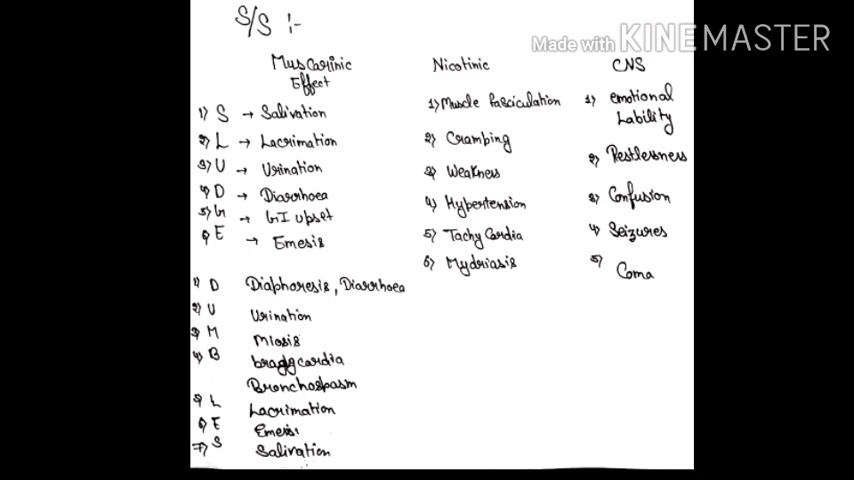 S/S :-
Made with KINEMASTER
Muscarinic
Effect
1) S → Salivation
2) L → Lacrimation
3) U → Urination
4) D → Diarrhoea
5) G → GI upset
6) E → Emesis
1) D Diaphoresis, Diarrhoea
2) U Urination
3) M Miosis
4) B bradycardia
Bronchospasm
5) L Lacrimation
6) E Emesis
7) S Salivation
Nicotinic
1) Muscle Fasciculation
2) Cramping
3) Weakness
4) Hypertension
5) Tachycardia
6) Mydriasis
CNS
1) emotional
Lability
2) Restlessness
3) Confusion
4) Seizures
5) Coma